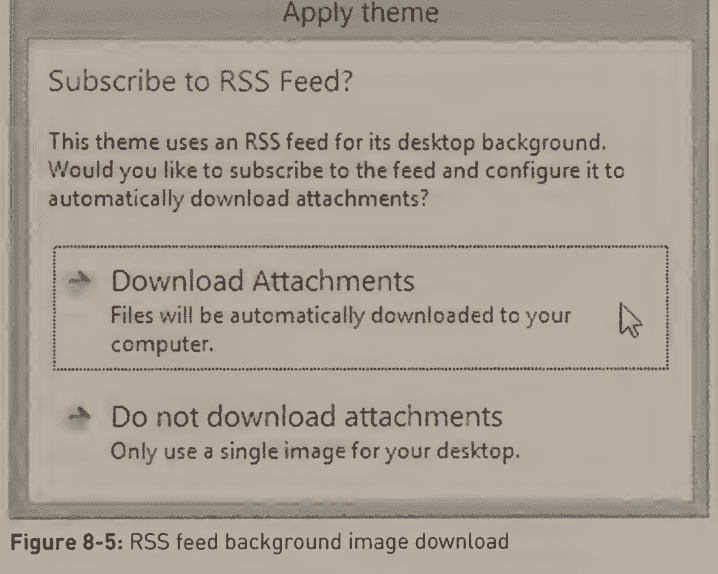 Apply theme
Subscribe to RSS Feed?
This theme uses an RSS feed for its desktop background.
Would you like to subscribe to the feed and configure it to
automatically download attachments?
Download Attachments
Files will be automatically downloaded to your
computer.
Do not download attachments
Only use a single image for your desktop.
Figure 8-5: RSS feed background image download